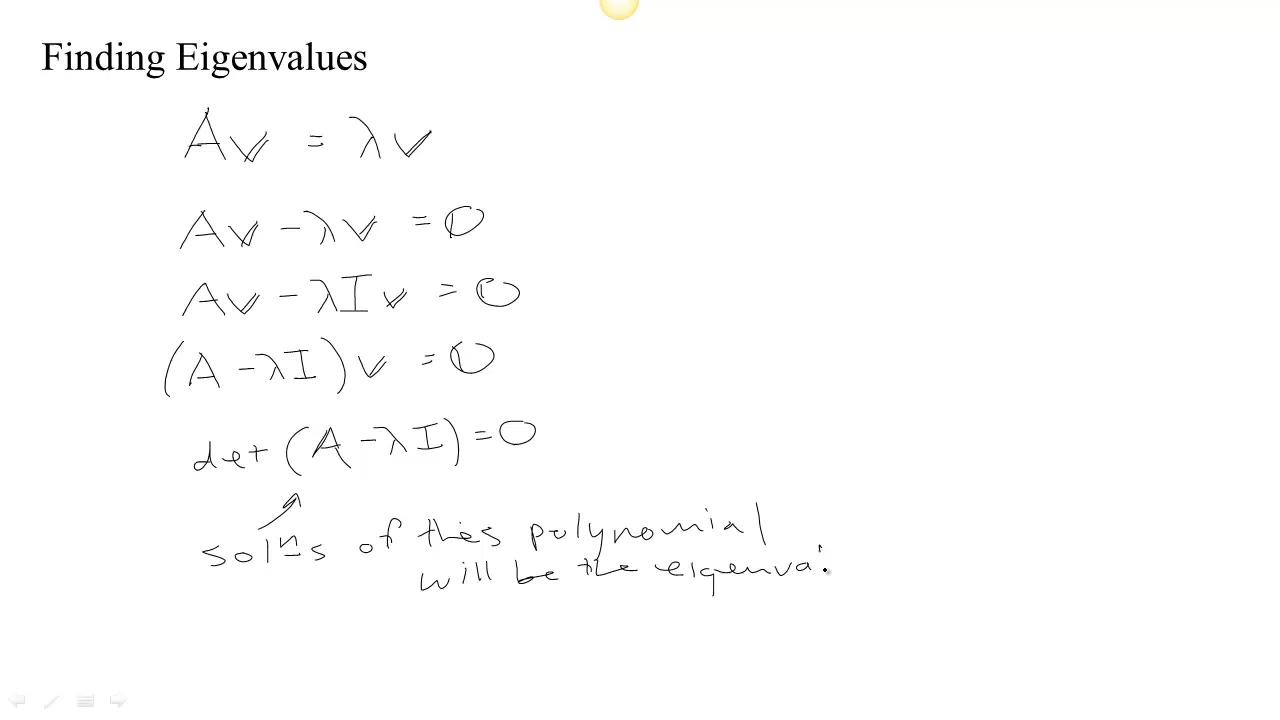 Finding Eigenvalues
Av = λv
Av - λv = 0
Av - λIv = 0
(A - λI)v = 0
det (A - λI) = 0
solⁿs of this polynomial
will be the eigenva